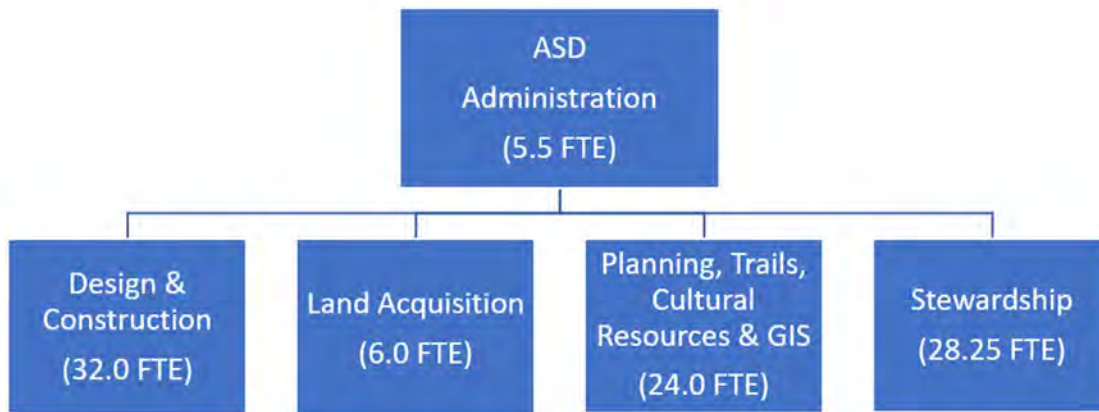 ASD
Administration
(5.5 FTE)
Design &
Construction
(32.0 FTE)
Land Acquisition
(6.0 FTE)
Planning, Trails,
Cultural
Resources & GIS
(24.0 FTE)
Stewardship
(28.25 FTE)